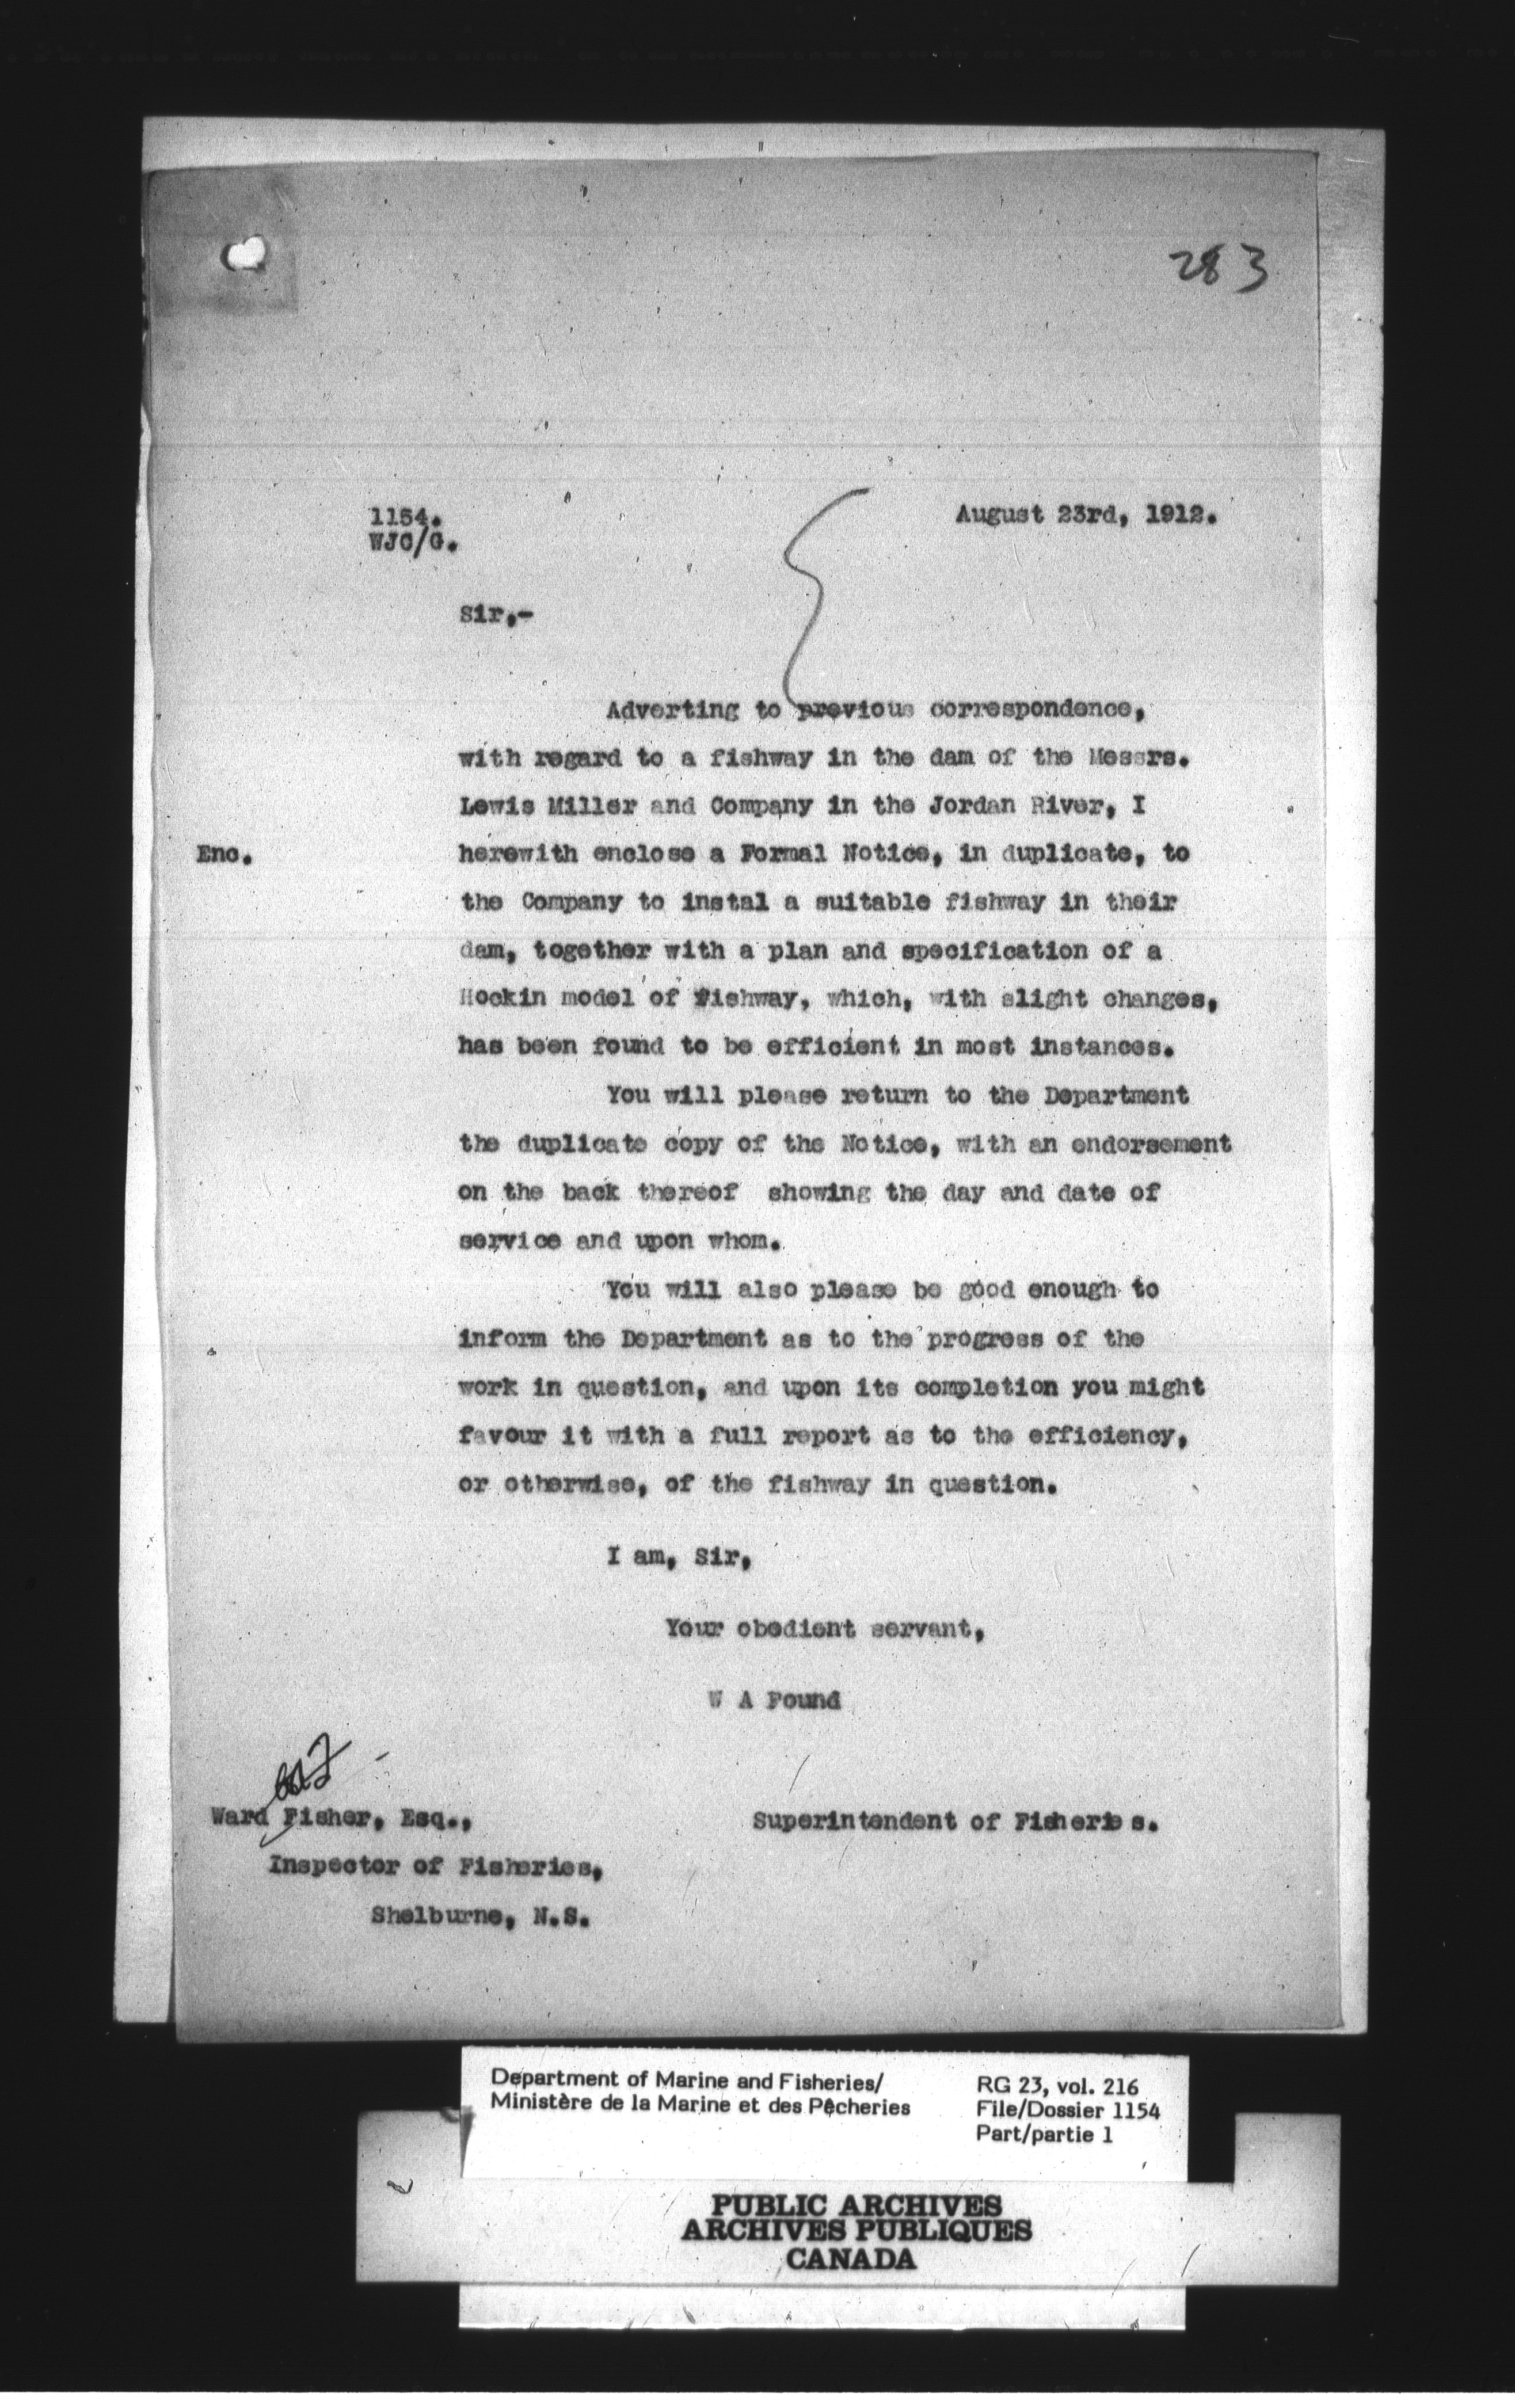 283
1154.
WJC/G.
August 23rd, 1912.
Sir,-
Adverting to previous correspondence,
with regard to a fishway in the dam of the Messrs.
Lewis Miller and Company in the Jordan River, I
Enc.
herewith enclose a Formal Notice, in duplicate, to
the Company to instal a suitable fishway in their
dam, together with a plan and specification of a
Hockin model of fishway, which, with slight changes,
has been found to be efficient in most instances.
You will please return to the Department
the duplicate copy of the Notice, with an endorsement
on the back thereof showing the day and date of
service and upon whom.
You will also please be good enough to
inform the Department as to the progress of the
work in question, and upon its completion you might
favour it with a full report as to the efficiency,
or otherwise, of the fishway in question.
I am, Sir,
Your obedient servant,
W A Found
Ward Fisher, Esq.,
Superintendent of Fisheries.
Inspector of Fisheries,
Shelburne, N.S.
Department of Marine and Fisheries/
Ministère de la Marine et des Pêcheries
RG 23, vol. 216
File/Dossier 1154
Part/partie 1
PUBLIC ARCHIVES
ARCHIVES PUBLIQUES
CANADA